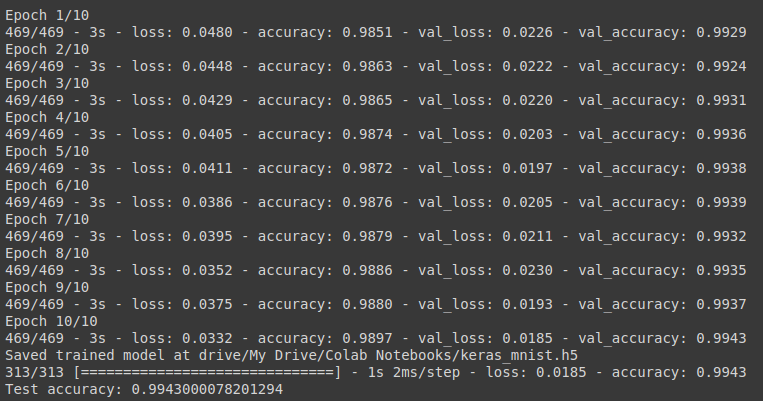 Epoch 1/10
469/469 - 3s - loss: 0.0480 - accuracy: 0.9851 - val_loss: 0.0226 - val_accuracy: 0.9929
Epoch 2/10
469/469 - 3s - loss: 0.0448 - accuracy: 0.9863 - val_loss: 0.0222 - val_accuracy: 0.9924
Epoch 3/10
469/469 - 3s - loss: 0.0429 - accuracy: 0.9865 - val_loss: 0.0220 - val_accuracy: 0.9931
Epoch 4/10
469/469 - 3s - loss: 0.0405 - accuracy: 0.9874 - val_loss: 0.0203 - val_accuracy: 0.9936
Epoch 5/10
469/469 - 3s - loss: 0.0411 - accuracy: 0.9872 - val_loss: 0.0197 - val_accuracy: 0.9938
Epoch 6/10
469/469 - 3s - loss: 0.0386 - accuracy: 0.9876 - val_loss: 0.0205 - val_accuracy: 0.9939
Epoch 7/10
469/469 - 3s - loss: 0.0395 - accuracy: 0.9879 - val_loss: 0.0211 - val_accuracy: 0.9932
Epoch 8/10
469/469 - 3s - loss: 0.0352 - accuracy: 0.9886 - val_loss: 0.0230 - val_accuracy: 0.9935
Epoch 9/10
469/469 - 3s - loss: 0.0375 - accuracy: 0.9880 - val_loss: 0.0193 - val_accuracy: 0.9937
Epoch 10/10
469/469 - 3s - loss: 0.0332 - accuracy: 0.9897 - val_loss: 0.0185 - val_accuracy: 0.9943
Saved trained model at drive/My Drive/Colab Notebooks/keras_mnist.h5
313/313 [==============================] - 1s 2ms/step - loss: 0.0185 - accuracy: 0.9943
Test accuracy: 0.9943000078201294